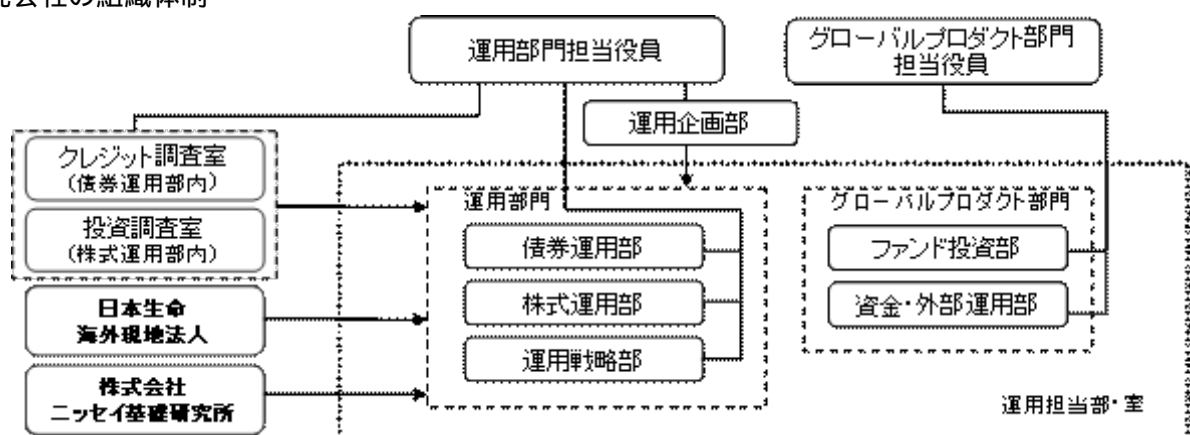 会社の組織体制
運用部門担当役員
グローバルプロダクト部門
担当役員
運用企画部
クレジット調査室
(債券運用部内)
投資調査室
(株式運用部内)
日本生命
海外現地法人
株式会社
ニッセイ基礎研究所
運用部門
債券運用部
株式運用部
運用戦略部
グローバルプロダクト部門
ファンド投資部
資金・外部運用部
運用担当部・室